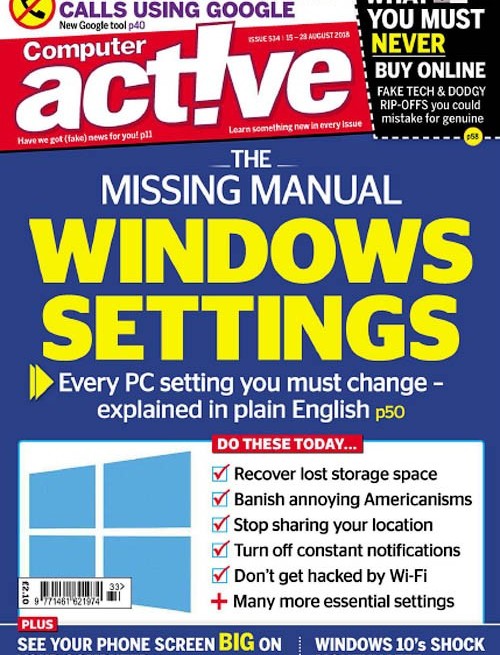 CALLS USING GOOGLE
New Google tool p40
Computer
act!ve
ISSUE 534 | 15 – 28 AUGUST 2018
Have we got (fake) news for you! p11
Learn something new in every issue
YOU MUST
NEVER
BUY ONLINE
FAKE TECH & DODGY
RIP-OFFS you could
mistake for genuine
p58
THE
MISSING MANUAL
WINDOWS
SETTINGS
Every PC setting you must change –
explained in plain English p50
DO THESE TODAY...
Recover lost storage space
Banish annoying Americanisms
Stop sharing your location
Turn off constant notifications
Don't get hacked by Wi-Fi
+ Many more essential settings
£2.10
33>
9 771461 621974
PLUS
SEE YOUR PHONE SCREEN BIG ON
WINDOWS 10's SHOCK